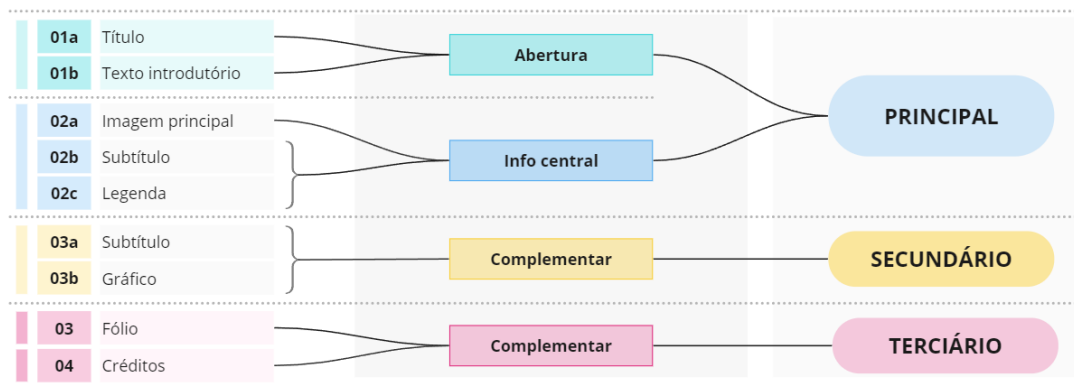 01a Título
01b Texto introdutório
Abertura
02a Imagem principal
02b Subtítulo
02c Legenda
Info central
PRINCIPAL
03a Subtítulo
03b Gráfico
Complementar
SECUNDÁRIO
03 Fólio
04 Créditos
Complementar
TERCIÁRIO